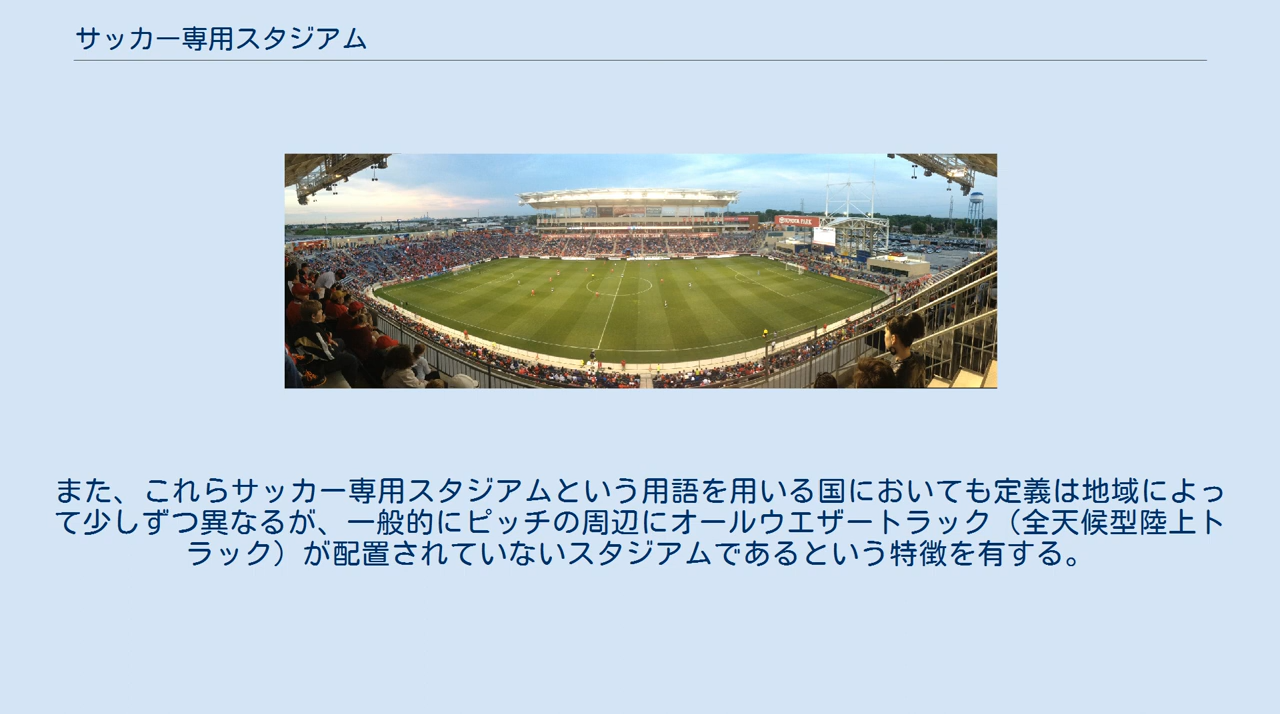 サッカー専用スタジアム
TOYOTA PARK
また、これらサッカー専用スタジアムという用語を用いる国においても定義は地域によっ
て少しずつ異なるが、一般的にピッチの周辺にオールウエザートラック（全天候型陸上ト
ラック）が配置されていないスタジアムであるという特徴を有する。